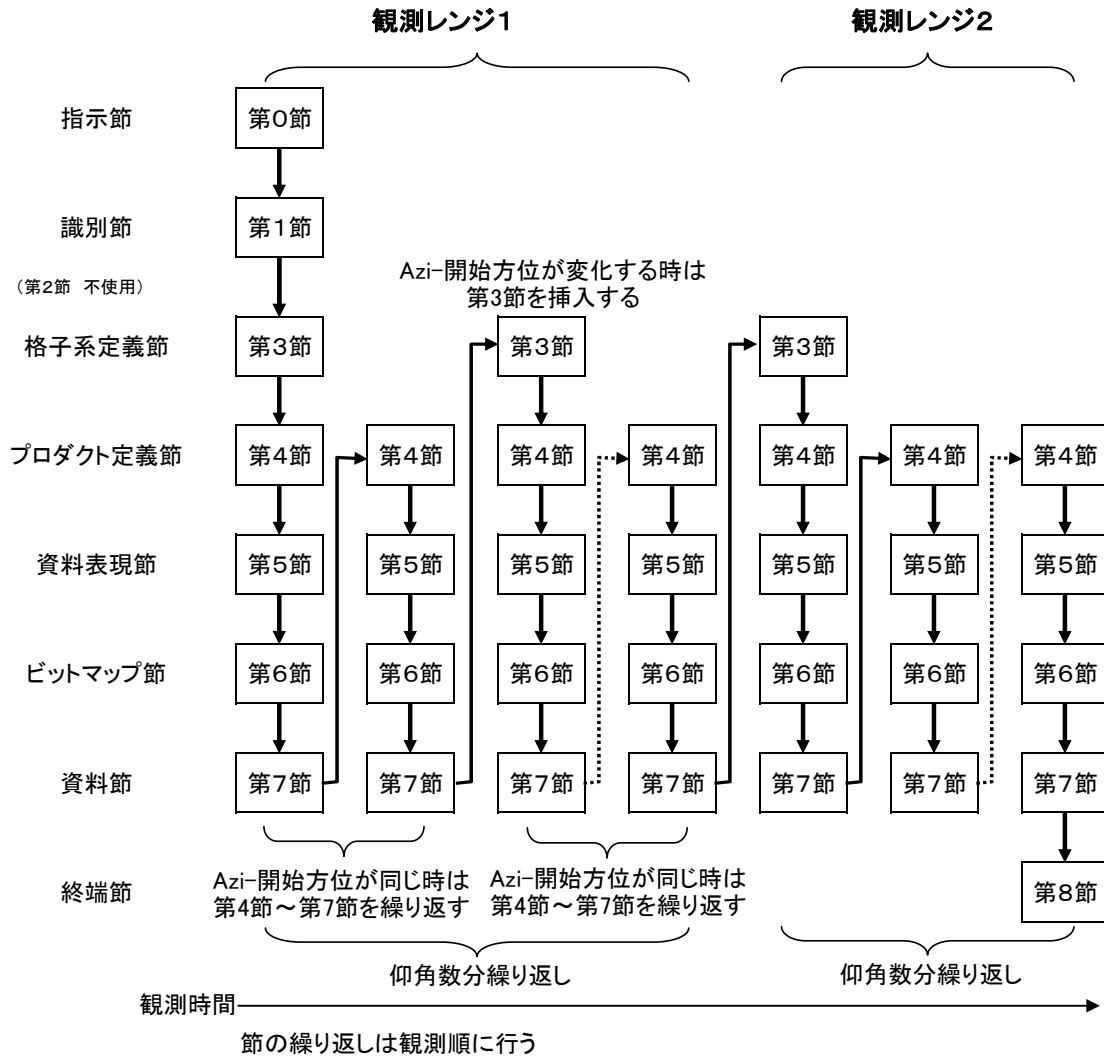 観測レンジ1 観測レンジ2
指示節 第0節
識別節 第1節
(第2節 不使用)
Azi-開始方位が変化する時は
第3節を挿入する
格子系定義節 第3節 第3節 第3節
プロダクト定義節 第4節 第4節 第4節 第4節 第4節 第4節 第4節
資料表現節 第5節 第5節 第5節 第5節 第5節 第5節 第5節
ビットマップ節 第6節 第6節 第6節 第6節 第6節 第6節 第6節
資料節 第7節 第7節 第7節 第7節 第7節 第7節 第7節
終端節 第8節
Azi-開始方位が同じ時は
第4節～第7節を繰り返す
Azi-開始方位が同じ時は
第4節～第7節を繰り返す
仰角数分繰り返し 仰角数分繰り返し
観測時間
節の繰り返しは観測順に行う